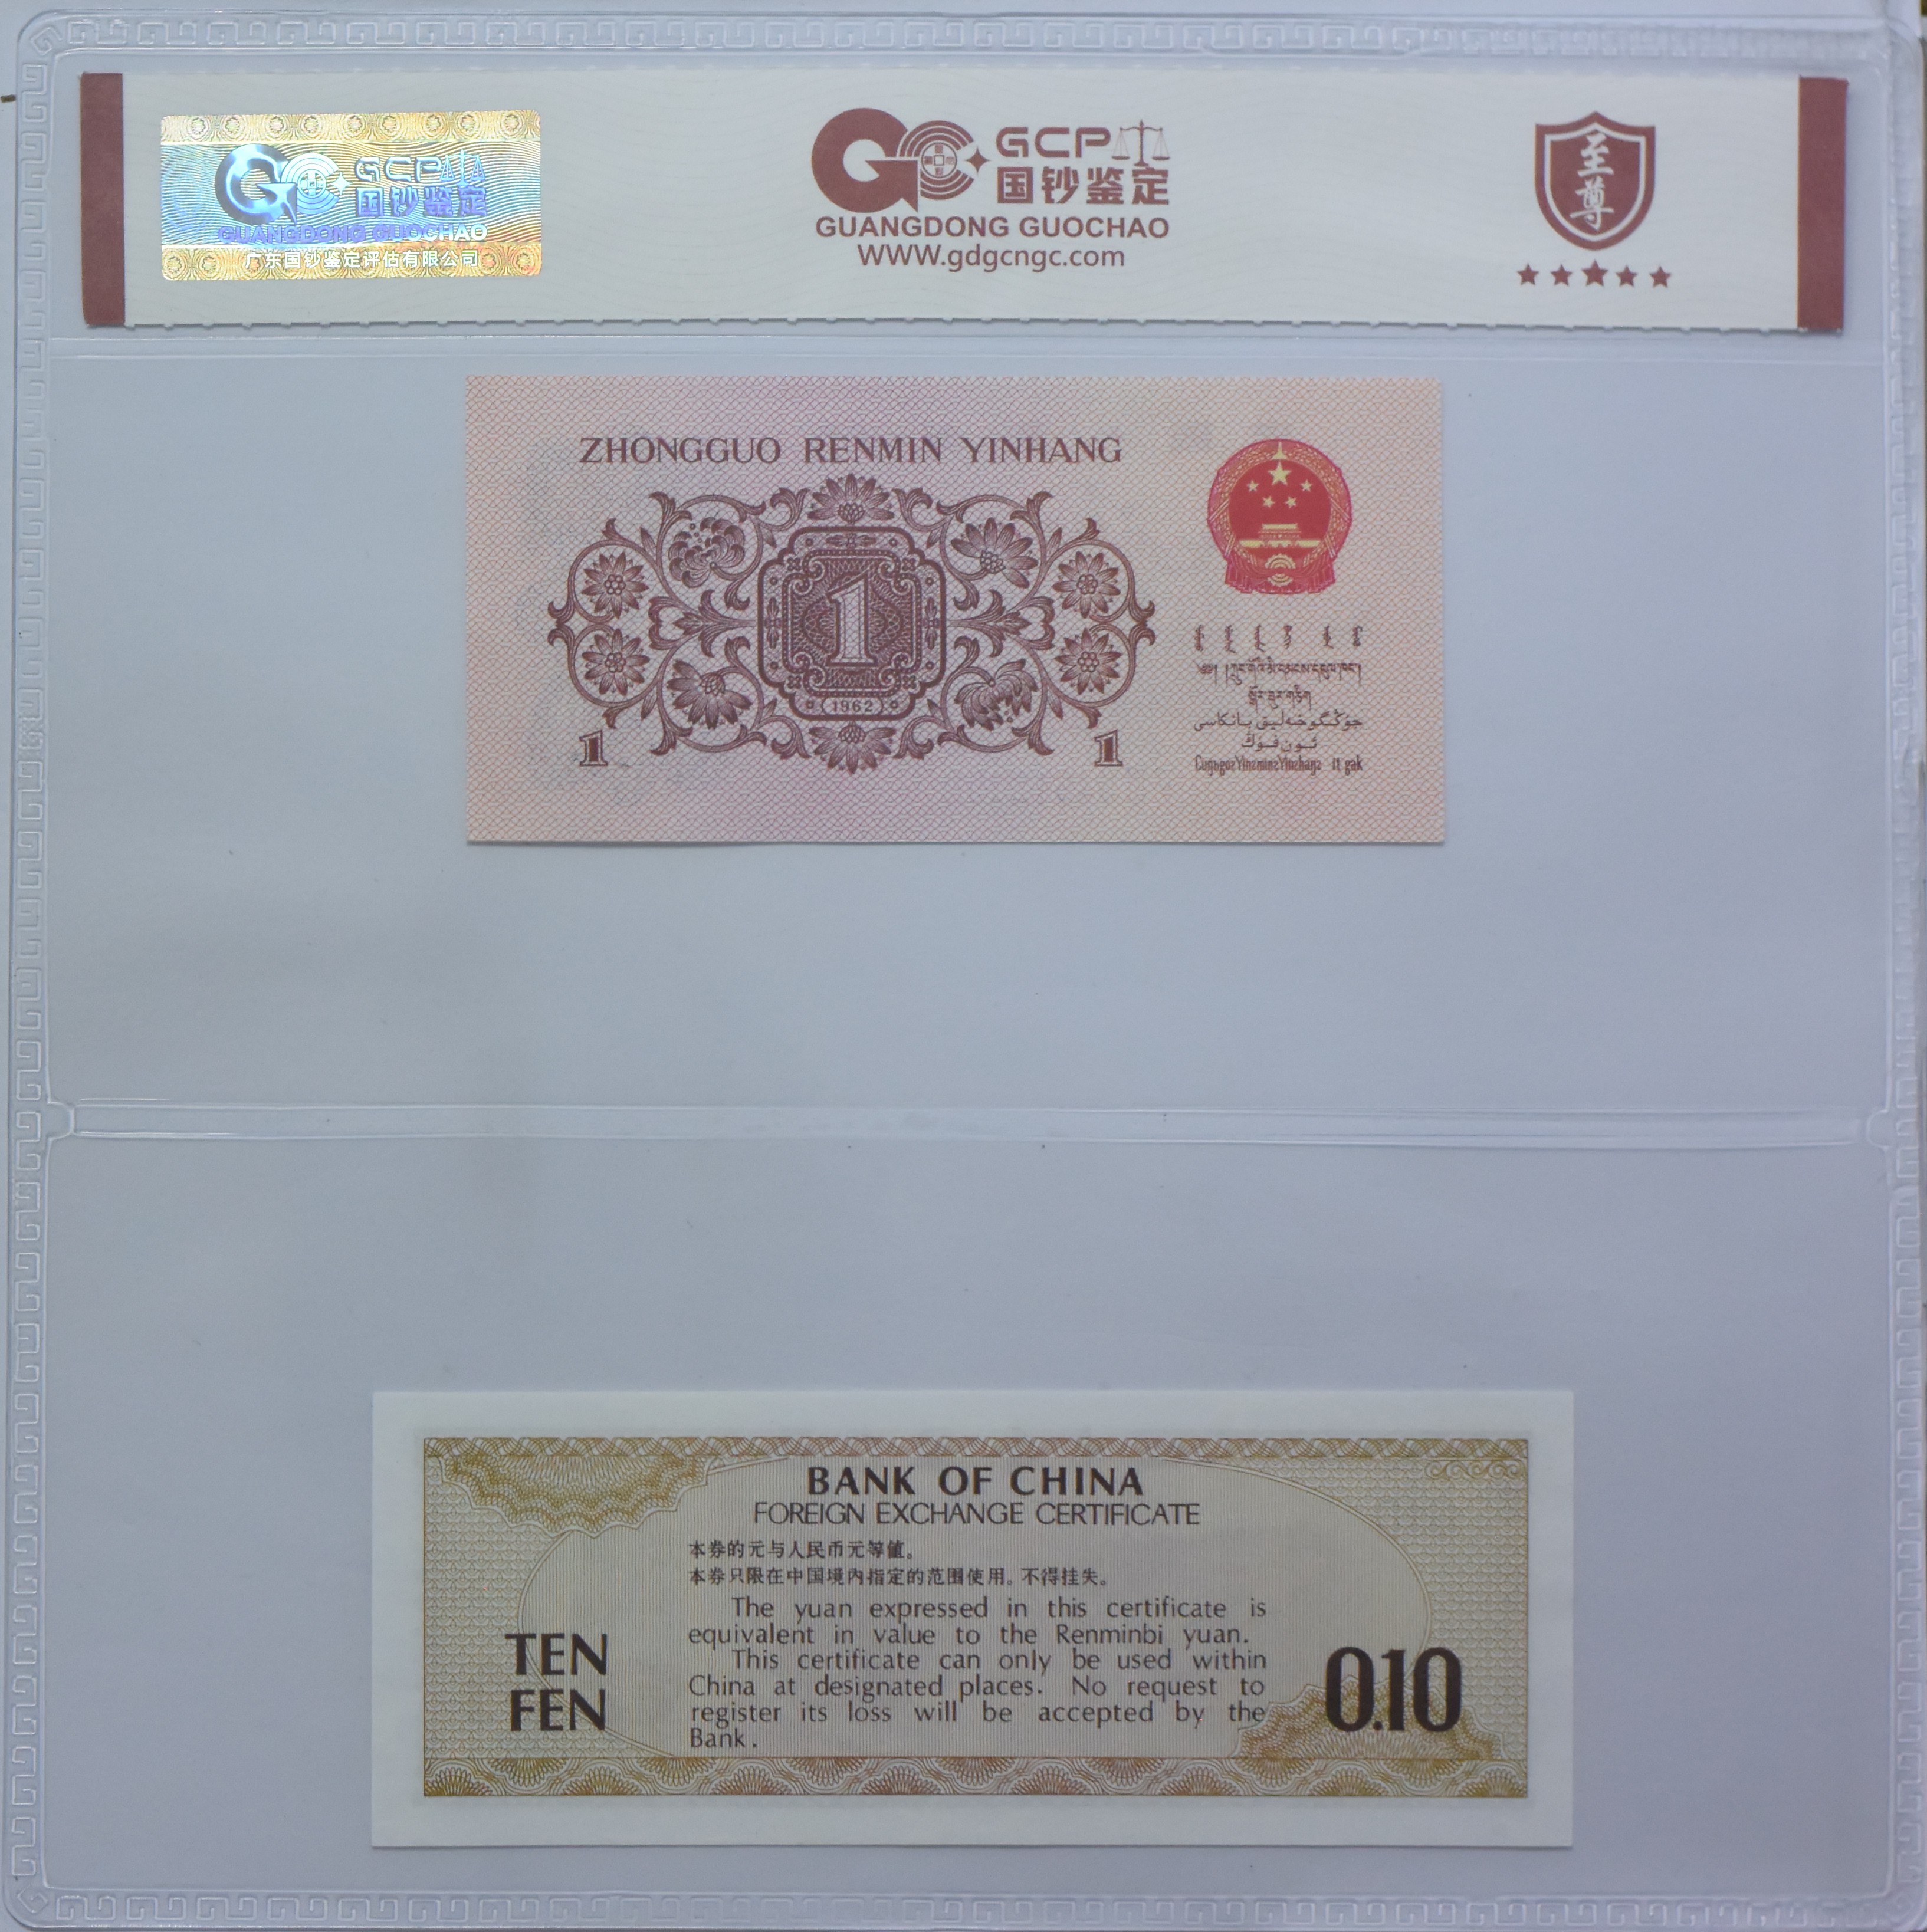 GCP
国钞鉴定
GUANGDONG GUOCHAO
广东国钞鉴定评估有限公司
GCP
国钞鉴定
GUANGDONG GUOCHAO
WWW.gdgcngc.com
至尊
ZHONGGUO RENMIN YINHANG
1
(1962)
1 1
جۇڭگوخەلىق بانكاسى
BANK OF CHINA
FOREIGN EXCHANGE CERTIFICATE
本券的元与人民币元等值。
本券只限在中国境内指定的范围使用。不得挂失。
The yuan expressed in this certificate is
equivalent in value to the Renminbi yuan.
This certificate can only be used within
China at designated places. No request to
register its loss will be accepted by the
Bank.
TEN
FEN
0.10